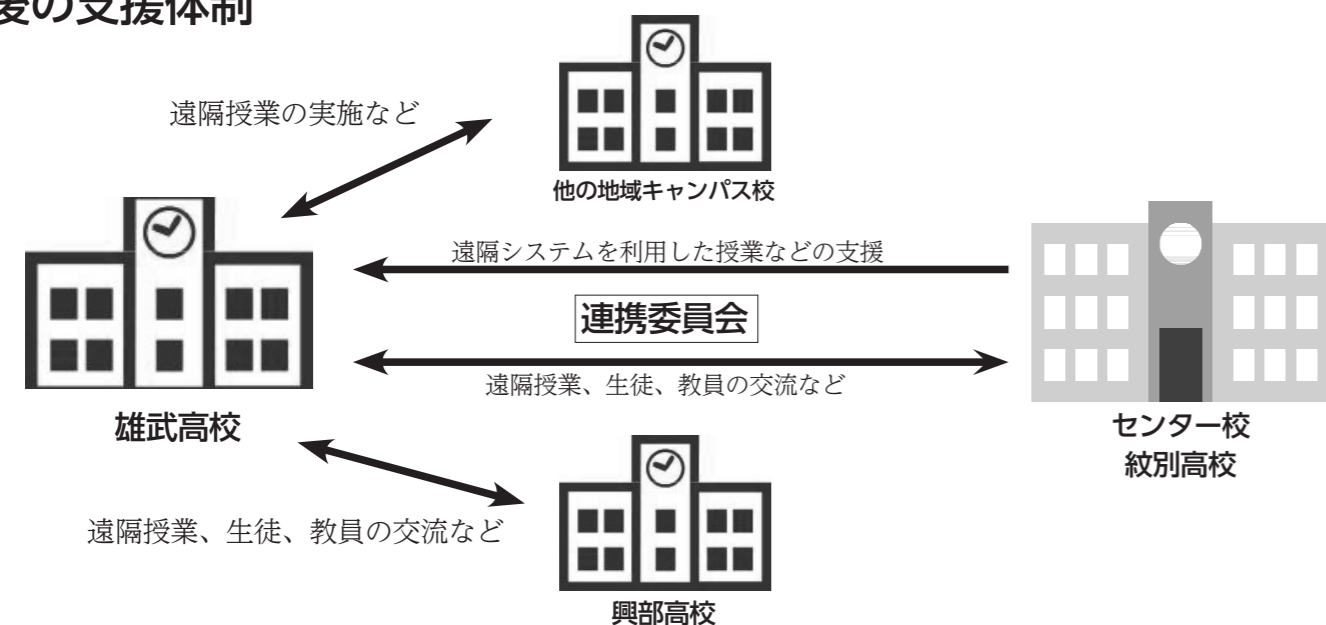 の支援体制
遠隔授業の実施など
他の地域キャンパス校
遠隔システムを利用した授業などの支援
連携委員会
遠隔授業、生徒、教員の交流など
雄武高校
センター校
紋別高校
遠隔授業、生徒、教員の交流など
興部高校